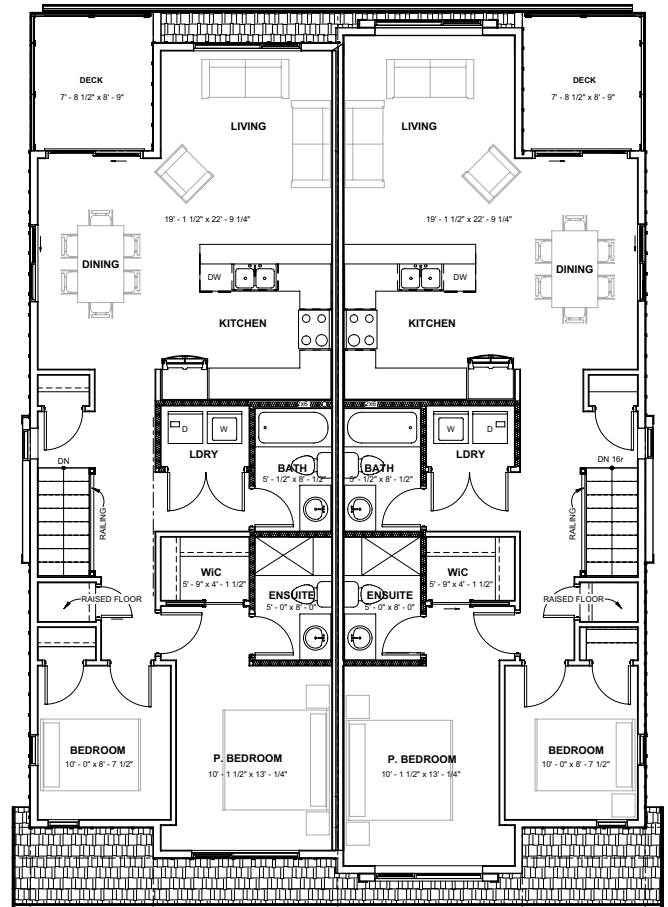 DECK
7' - 8 1/2" x 8' - 9"
DECK
7' - 8 1/2" x 8' - 9"
LIVING
LIVING
19' - 1 1/2" x 22' - 9 1/4"
19' - 1 1/2" x 22' - 9 1/4"
DINING
DINING
DW
DW
KITCHEN
KITCHEN
2X6
2X6
D
W
W
D
LDRY
LDRY
DN
DN 16r
BATH
5' - 1/2" x 8' - 1/2"
BATH
5' - 1/2" x 8' - 1/2"
RAILING
RAILING
WiC
5' - 9" x 4' - 1 1/2"
WiC
5' - 9" x 4' - 1 1/2"
RAISED FLOOR
ENSUITE
5' - 0" x 8' - 0"
ENSUITE
5' - 0" x 8' - 0"
RAISED FLOOR
BEDROOM
10' - 0" x 8' - 7 1/2"
P. BEDROOM
10' - 1 1/2" x 13' - 1/4"
P. BEDROOM
10' - 1 1/2" x 13' - 1/4"
BEDROOM
10' - 0" x 8' - 7 1/2"